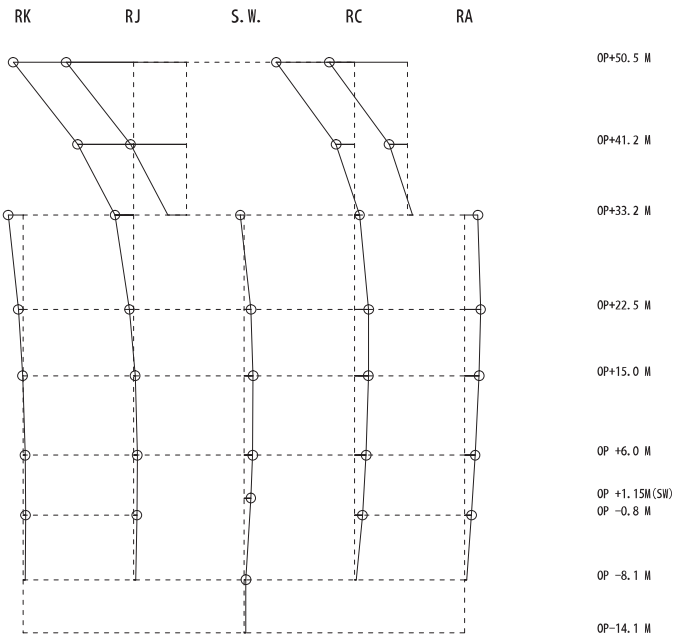 RK RJ S. W. RC RA
OP+50. 5 M
OP+41. 2 M
OP+33. 2 M
OP+22. 5 M
OP+15. 0 M
OP +6. 0 M
OP +1. 15M(SW)
OP -0. 8 M
OP -8. 1 M
OP-14. 1 M